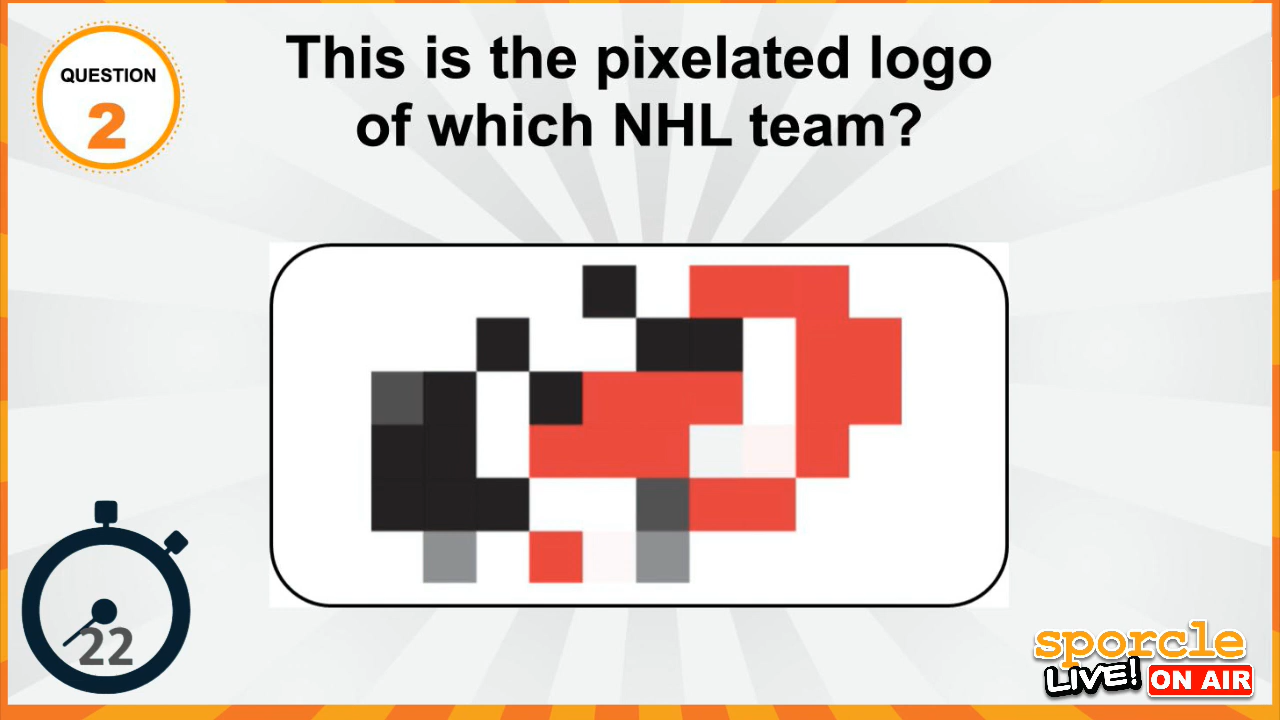 QUESTION
2
This is the pixelated logo
of which NHL team?
22
sporcle
LIVE!
ON AIR